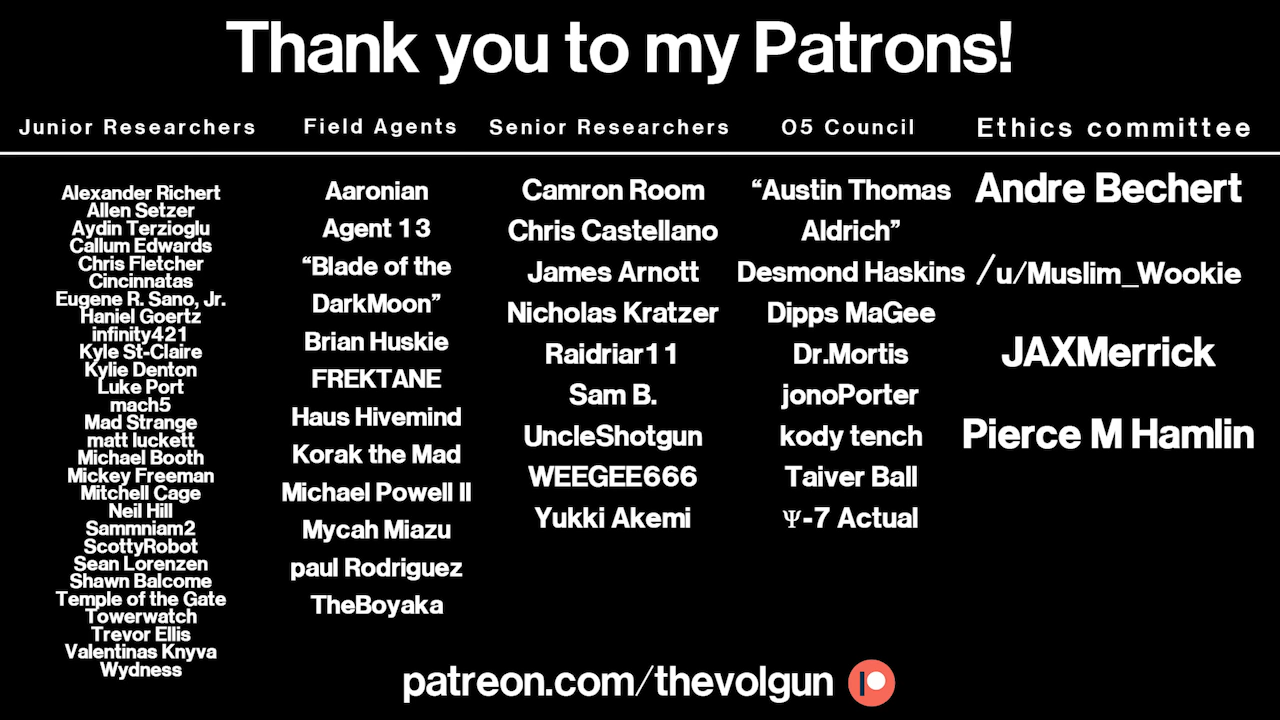 Thank you to my Patrons!
Junior Researchers
Alexander Richert
Allen Setzer
Aydin Terzioglu
Callum Edwards
Chris Fletcher
Cincinnatas
Eugene R. Sano, Jr.
Haniel Goertz
infinity421
Kyle St-Claire
Kylie Denton
Luke Port
mach5
Mad Strange
matt luckett
Michael Booth
Mickey Freeman
Mitchell Cage
Neil Hill
Sammniam2
ScottyRobot
Sean Lorenzen
Shawn Balcome
Temple of the Gate
Towerwatch
Trevor Ellis
Valentinas Knyva
Wydness
Field Agents
Aaronian
Agent 13
“Blade of the
DarkMoon”
Brian Huskie
FREKTANE
Haus Hivemind
Korak the Mad
Michael Powell II
Mycah Miazu
paul Rodriguez
TheBoyaka
Senior Researchers
Camron Room
Chris Castellano
James Arnott
Nicholas Kratzer
Raidriar11
Sam B.
UncleShotgun
WEEGEE666
Yukki Akemi
O5 Council
“Austin Thomas
Aldrich”
Desmond Haskins
Dipps MaGee
Dr.Mortis
jonoPorter
kody tench
Taiver Ball
Ψ-7 Actual
Ethics committee
Andre Bechert
/u/Muslim_Wookie
JAXMerrick
Pierce M Hamlin
patreon.com/thevolgun